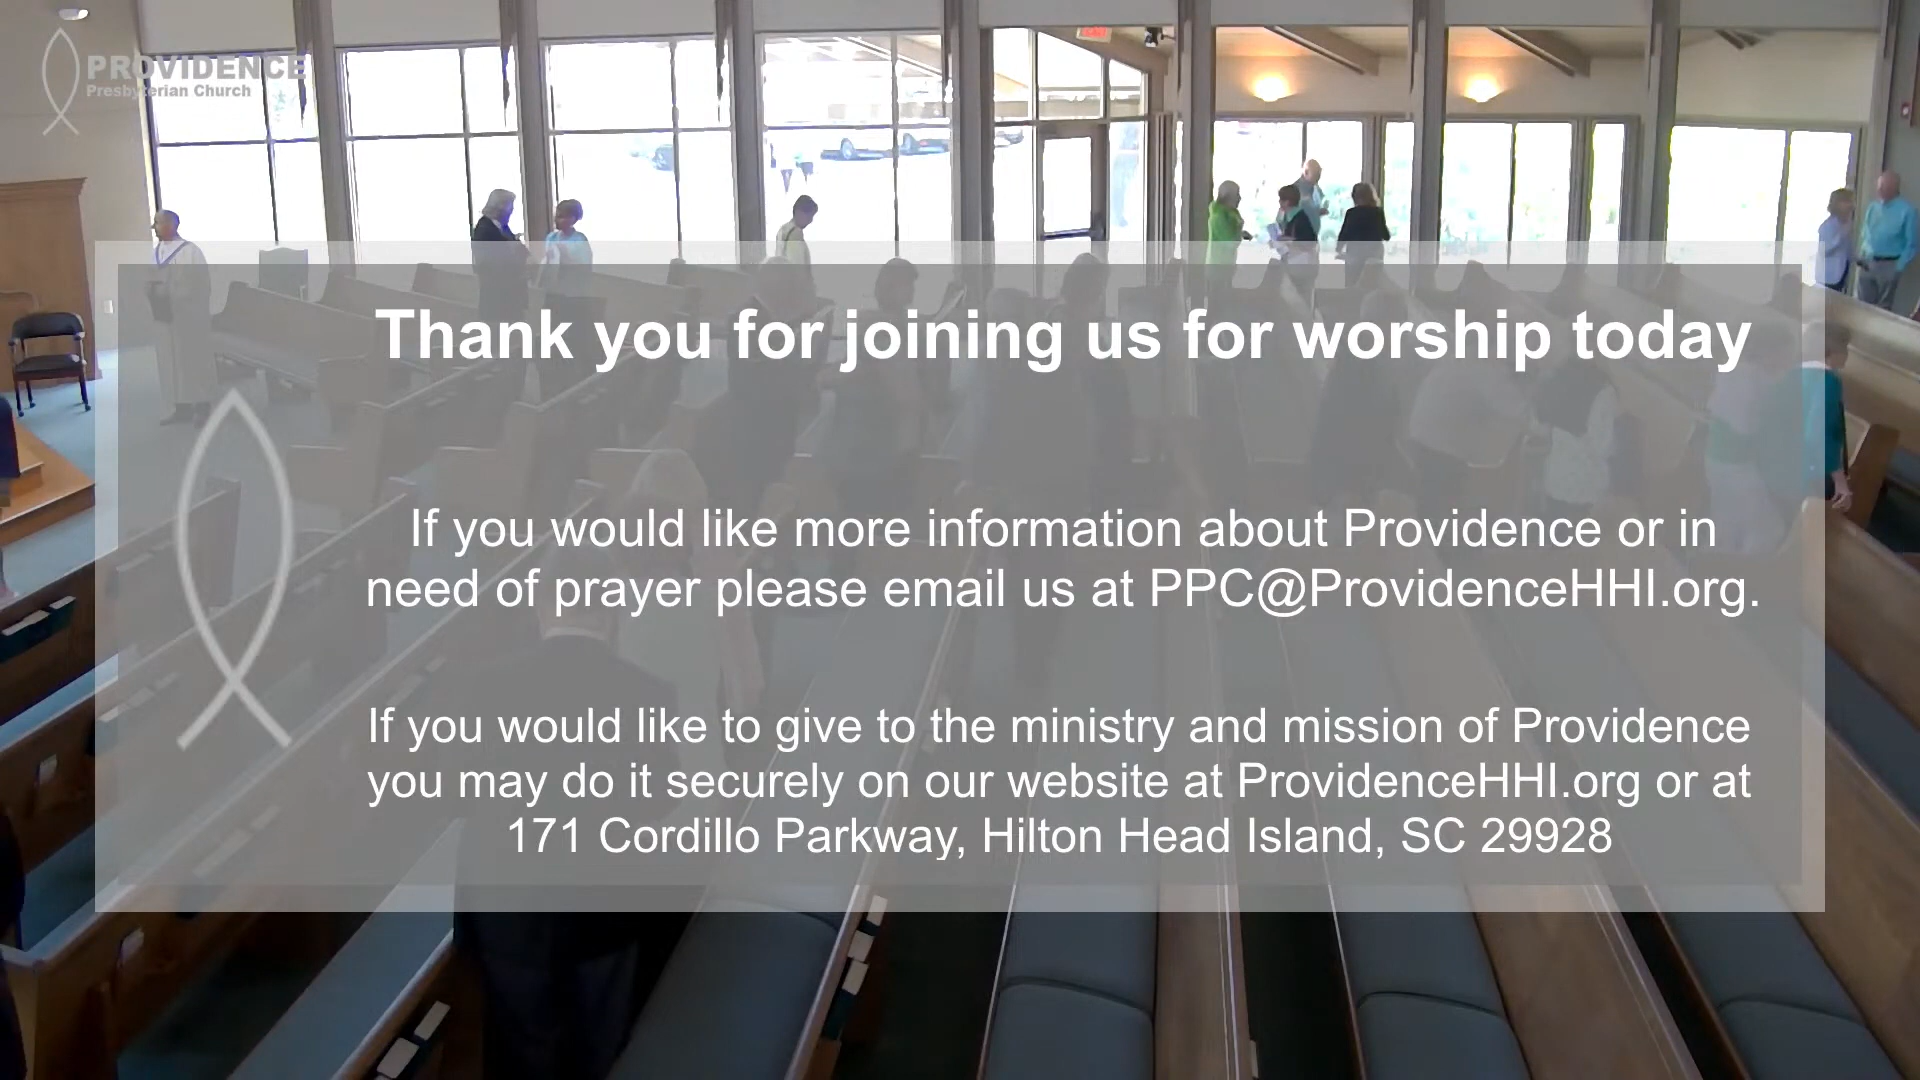 PROVIDENCE
Presbyterian Church
EXIT
Thank you for joining us for worship today
If you would like more information about Providence or in
need of prayer please email us at PPC@ProvidenceHHI.org.
If you would like to give to the ministry and mission of Providence
you may do it securely on our website at ProvidenceHHI.org or at
171 Cordillo Parkway, Hilton Head Island, SC 29928